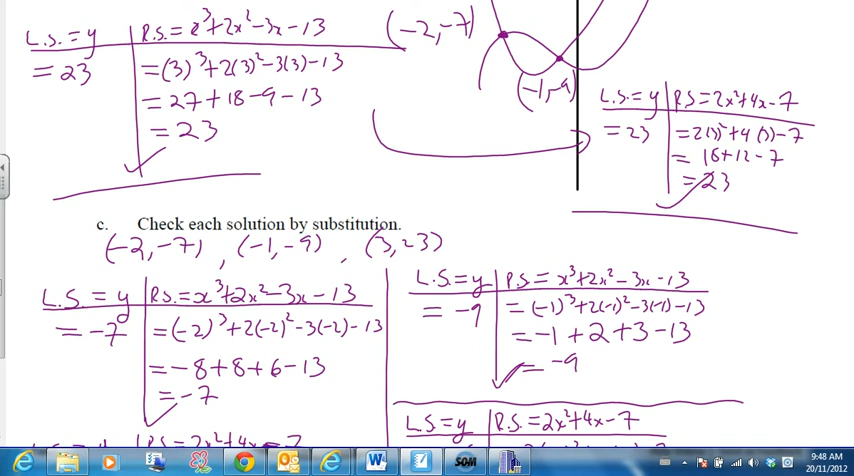 L.S. = y | R.S. = x³+2x²-3x-13
= 23 | = (3)³+2(3)²-3(3)-13
= 27+18-9-13
= 23
(-2,-7)
(-1,-9)
L.S. = y | R.S = 2x²+4x-7
= 23 | = 2(3)²+4(3)-7
= 18+12-7
= 23
c. Check each solution by substitution.
(-2,-7) , (-1,-9) , (3,23)
L.S = y | R.S. = x³+2x²-3x-13
= -7 | = (-2)³+2(-2)²-3(-2)-13
= -8+8+6-13
= -7
L.S. = y | R.S. = x³+2x²-3x-13
= -9 | = (-1)³+2(-1)²-3(-1)-13
= -1+2+3-13
= -9
L.S = y | R.S. = 2x²+4x-7
R.S. = 2x²+4x-7
SOM
9:48 AM
20/11/2012